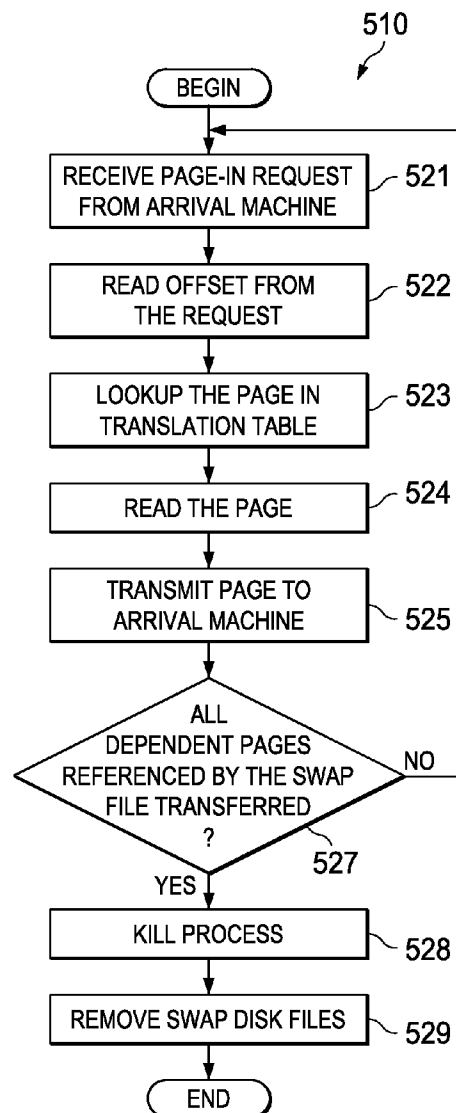 510
BEGIN
RECEIVE PAGE-IN REQUEST
FROM ARRIVAL MACHINE
521
READ OFFSET FROM
THE REQUEST
522
LOOKUP THE PAGE IN
TRANSLATION TABLE
523
READ THE PAGE
524
TRANSMIT PAGE TO
ARRIVAL MACHINE
525
ALL
DEPENDENT PAGES
REFERENCED BY THE SWAP
FILE TRANSFERRED
?
NO
527
YES
KILL PROCESS
528
REMOVE SWAP DISK FILES
529
END